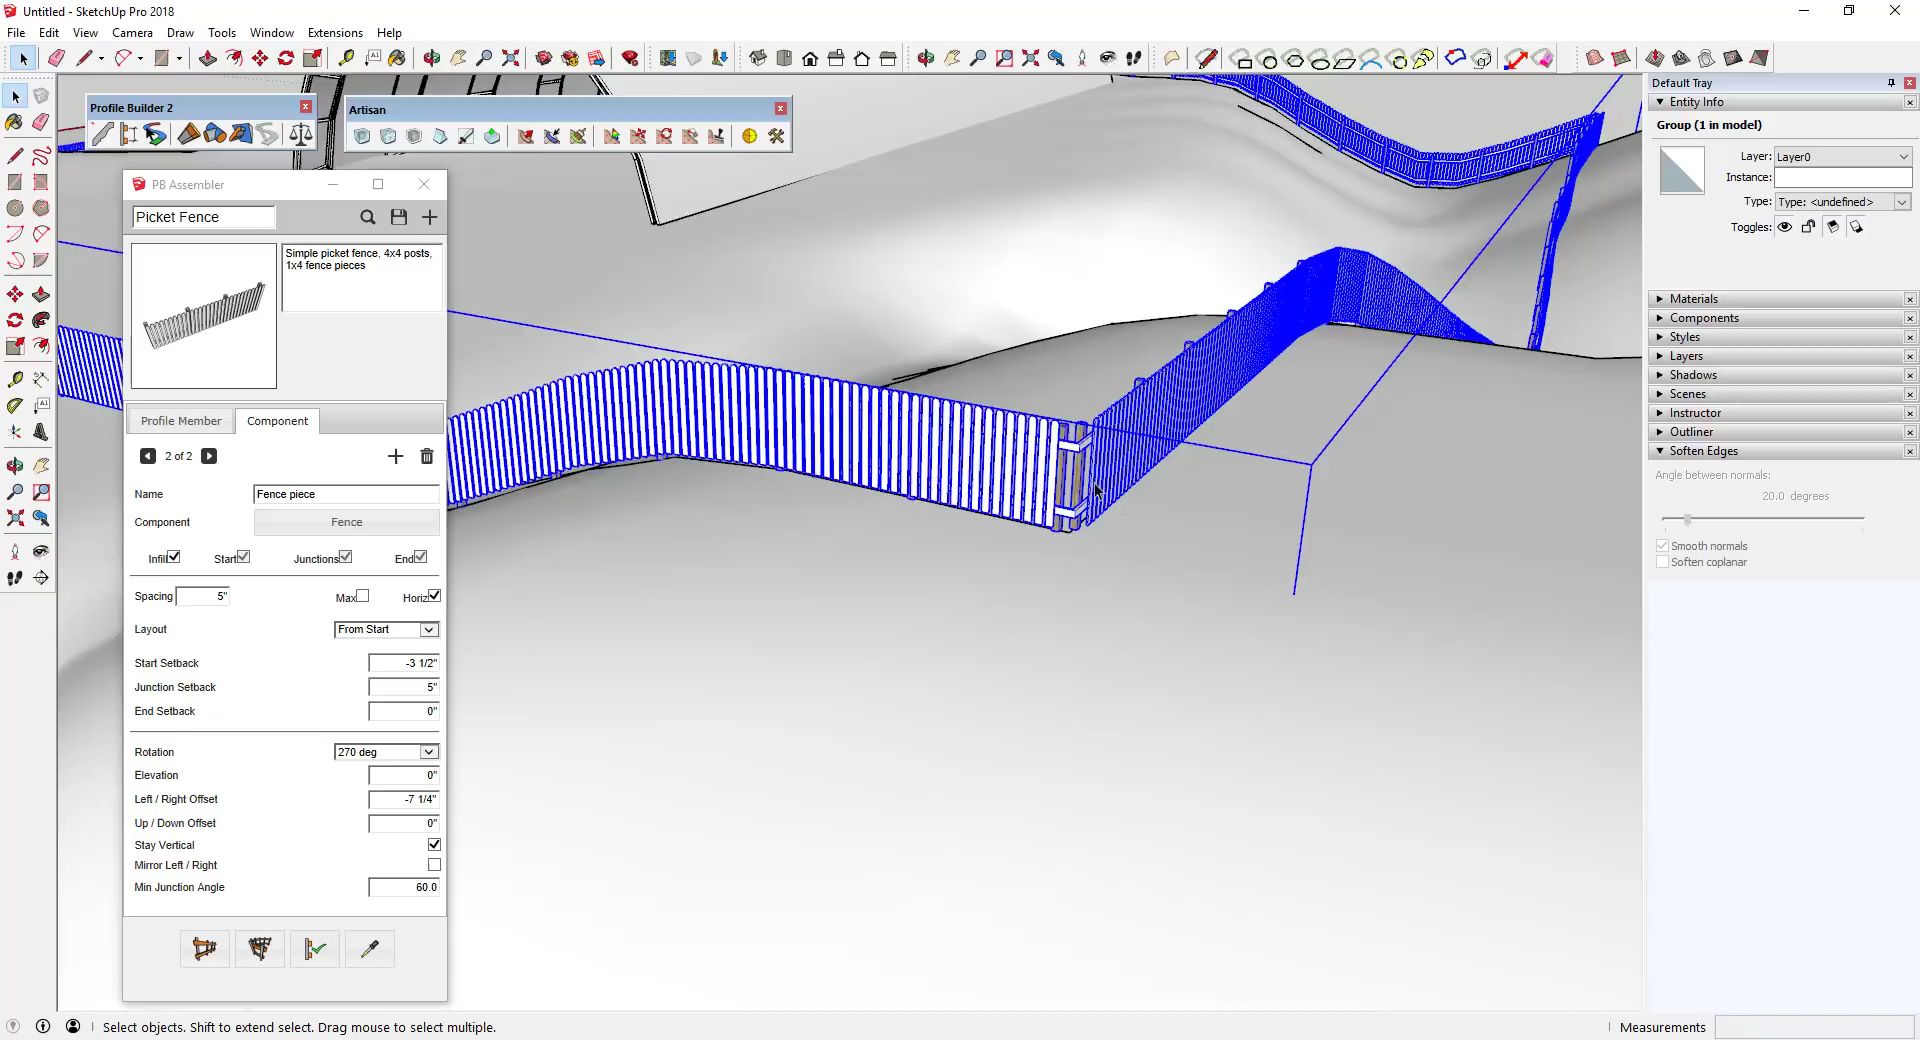 Untitled - SketchUp Pro 2018
File Edit View Camera Draw Tools Window Extensions Help
Profile Builder 2
Artisan
PB Assembler
Picket Fence
Simple picket fence, 4x4 posts,
1x4 fence pieces
Profile Member Component
2 of 2
Name Fence piece
Component Fence
Infill Start Junctions End
Spacing 5" Max Horiz
Layout From Start
Start Setback -3 1/2"
Junction Setback 5"
End Setback 0"
Rotation 270 deg
Elevation 0"
Left / Right Offset -7 1/4"
Up / Down Offset 0"
Stay Vertical
Mirror Left / Right
Min Junction Angle 60.0
Default Tray
Entity Info
Group (1 in model)
Layer: Layer0
Instance:
Type: Type: <undefined>
Toggles:
Materials
Components
Styles
Layers
Shadows
Scenes
Instructor
Outliner
Soften Edges
Angle between normals:
20.0 degrees
Smooth normals
Soften coplanar
Select objects. Shift to extend select. Drag mouse to select multiple.
Measurements